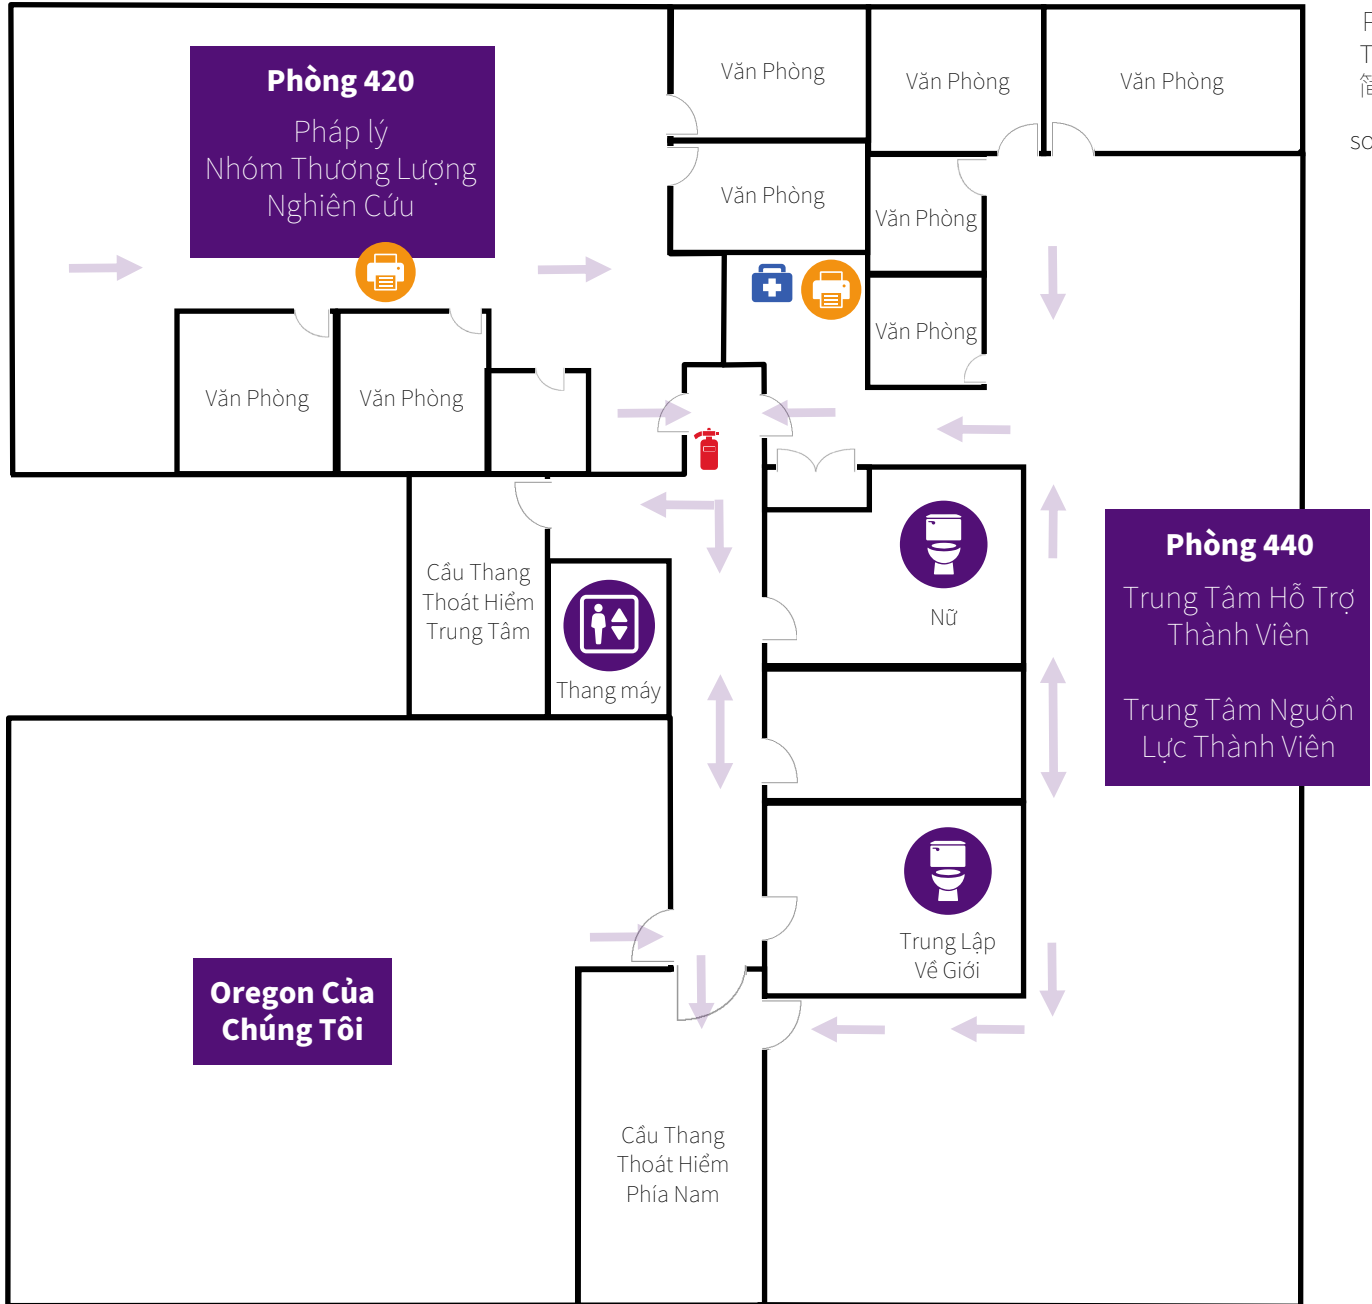 Phòng 420
Pháp lý
Nhóm Thương Lượng
Nghiên Cứu
Văn Phòng
Văn Phòng
Văn Phòng
Văn Phòng
Văn Phòng
Văn Phòng
Văn Phòng
Văn Phòng
Cầu Thang
Thoát Hiểm
Trung Tâm
Thang máy
Nữ
Phòng 440
Trung Tâm Hỗ Trợ
Thành Viên
Trung Tâm Nguồn
Lực Thành Viên
Trung Lập
Về Giới
Oregon Của
Chúng Tôi
Cầu Thang
Thoát Hiểm
Phía Nam